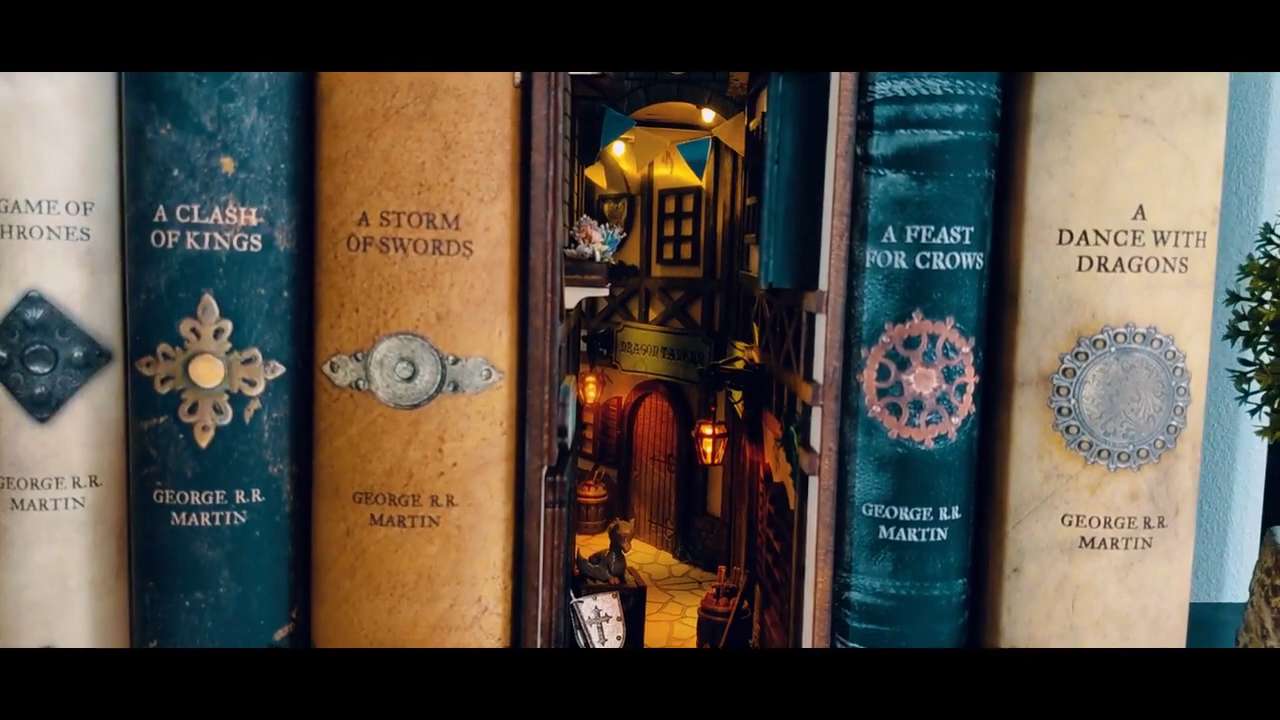 GAME OF
HRONES
GEORGE R.R.
MARTIN
A CLASH
OF KINGS
GEORGE R.R.
MARTIN
A STORM
OF SWORDS
GEORGE R.R.
MARTIN
DRAGON TAVERN
A FEAST
FOR CROWS
GEORGE R.R.
MARTIN
A
DANCE WITH
DRAGONS
GEORGE R.R.
MARTIN